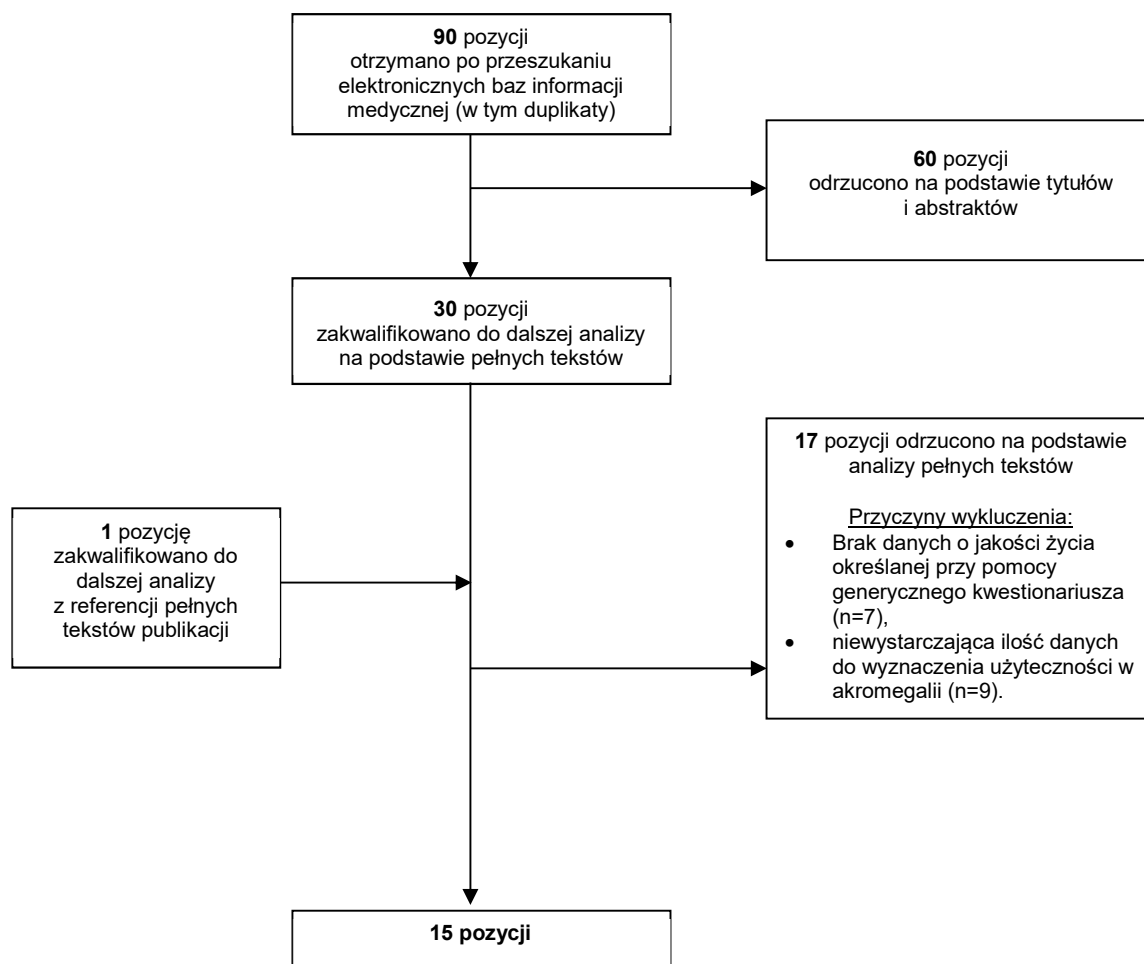 90 pozycji
otrzymano po przeszukaniu
elektronicznych baz informacji
medycznej (w tym duplikaty)
60 pozycji
odrzucono na podstawie tytułów
i abstraktów
30 pozycji
zakwalifikowano do dalszej analizy
na podstawie pełnych tekstów
17 pozycji odrzucono na podstawie
analizy pełnych tekstów
Przyczyny wykluczenia:
• Brak danych o jakości życia
określanej przy pomocy
generycznego kwestionariusza
(n=7),
• niewystarczająca ilość danych
do wyznaczenia użyteczności w
akromegalii (n=9).
1 pozycję
zakwalifikowano do
dalszej analizy
z referencji pełnych
tekstów publikacji
15 pozycji